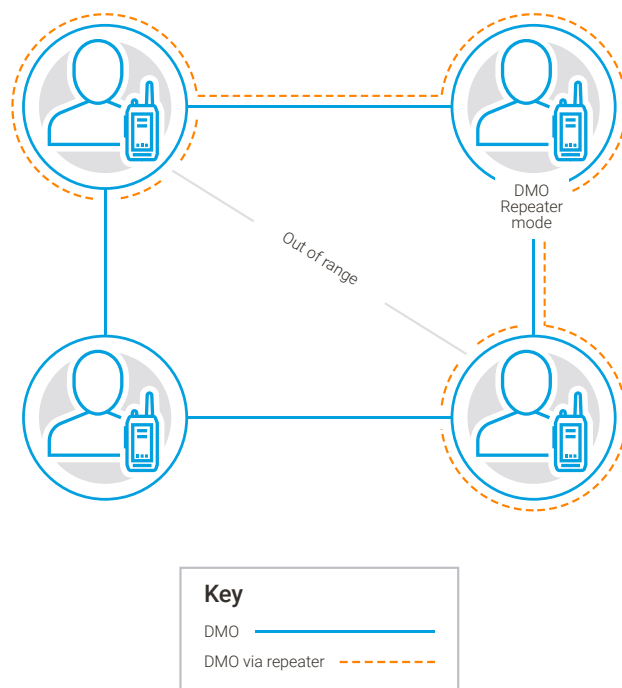 DMO
Repeater
mode
Out of range
Key
DMO
DMO via repeater